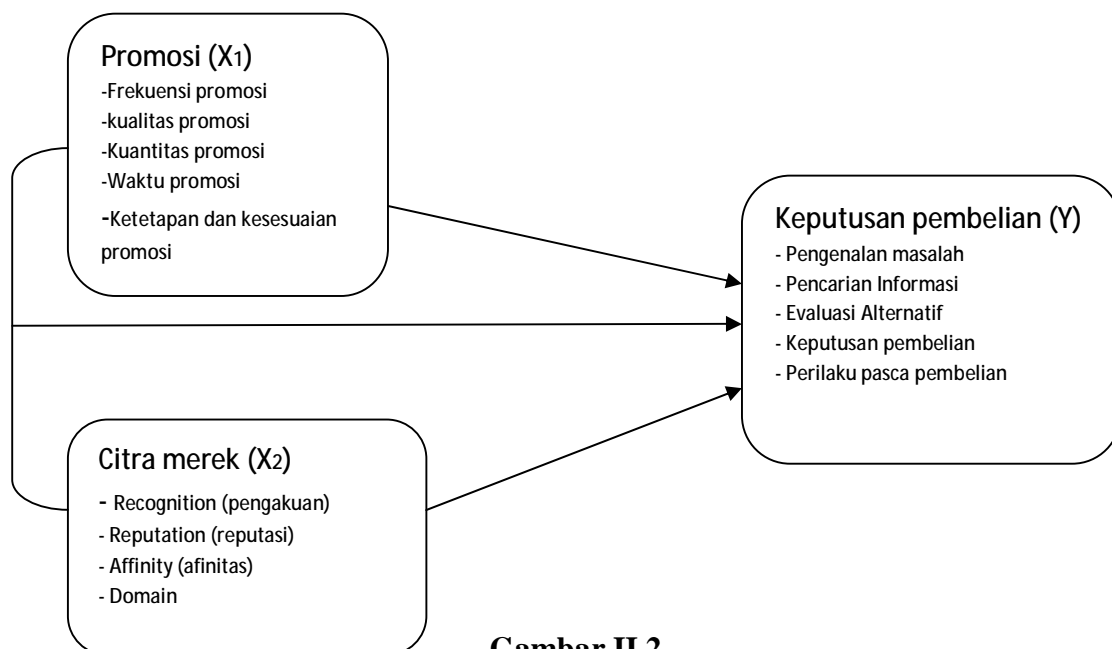 Promosi (X1)
-Frekuensi promosi
-kualitas promosi
-Kuantitas promosi
-Waktu promosi
-Ketetapan dan kesesuaian
promosi
Keputusan pembelian (Y)
- Pengenalan masalah
- Pencarian Informasi
- Evaluasi Alternatif
- Keputusan pembelian
- Perilaku pasca pembelian
Citra merek (X2)
- Recognition (pengakuan)
- Reputation (reputasi)
- Affinity (afinitas)
- Domain
Gambar II.2